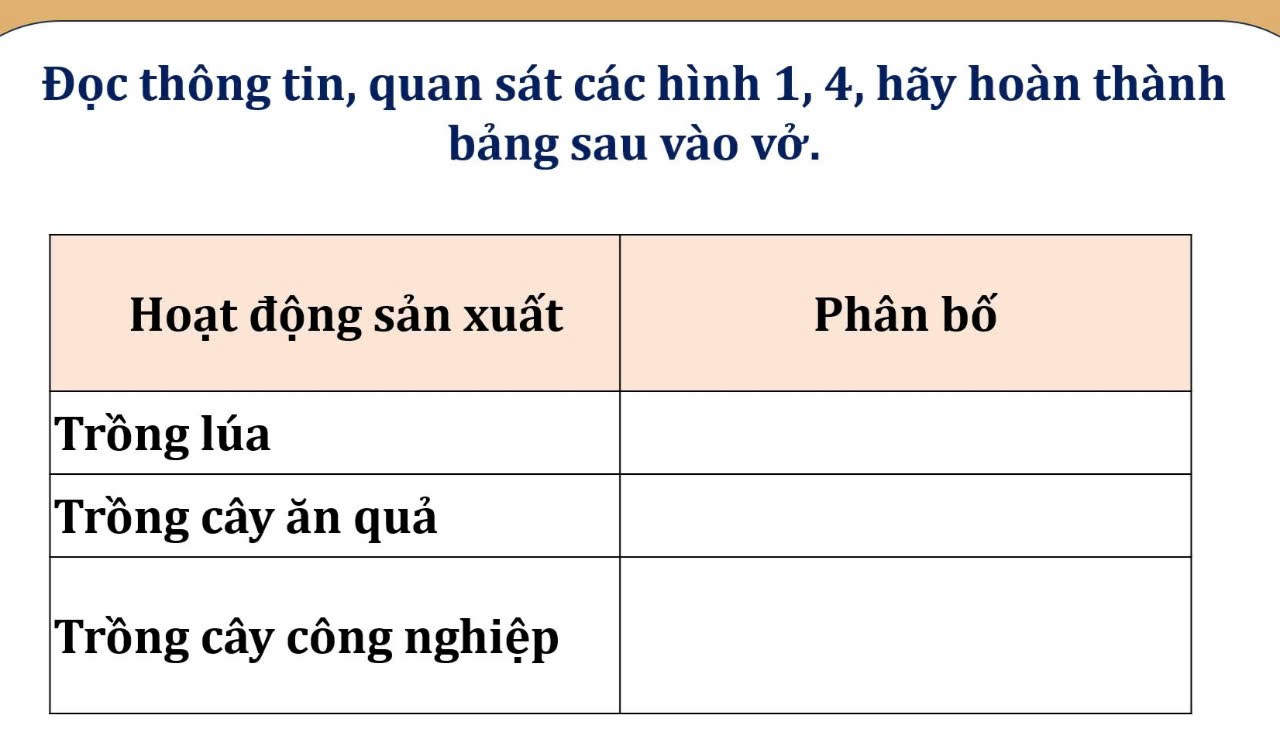 Đọc thông tin, quan sát các hình 1, 4, hãy hoàn thành
bảng sau vào vở.
Hoạt động sản xuất
Phân bố
Trồng lúa
Trồng cây ăn quả
Trồng cây công nghiệp